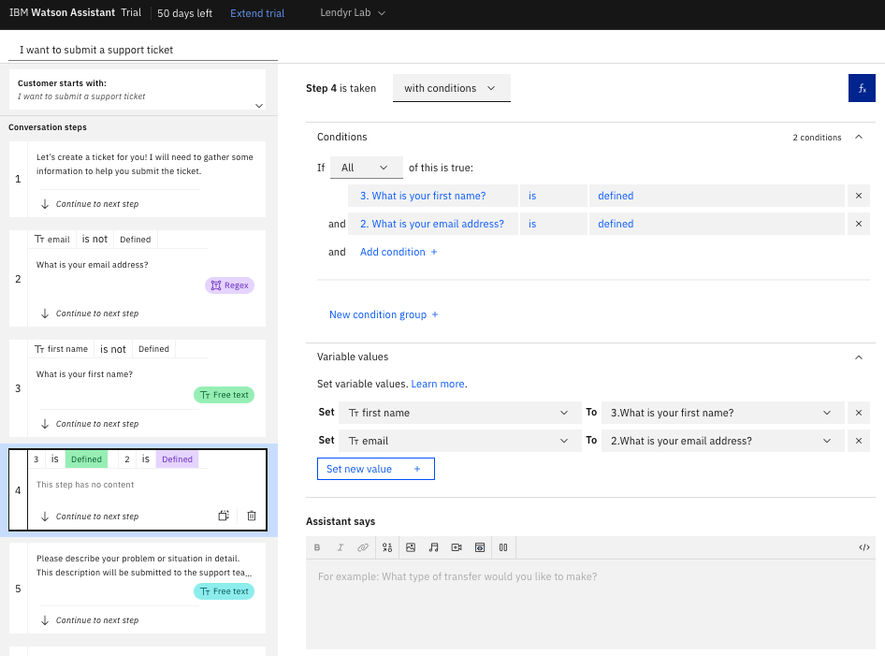 IBM Watson Assistant Trial 50 days left Extend trial Lendyr Lab
I want to submit a support ticket
Customer starts with:
I want to submit a support ticket
Conversation steps
1
Let's create a ticket for you! I will need to gather some
information to help you submit the ticket.
Continue to next step
2
Tт email is not Defined
What is your email address?
Regex
Continue to next step
3
Tт first name is not Defined
What is your first name?
Tт Free text
Continue to next step
4
3 is Defined 2 is Defined
This step has no content
Continue to next step
5
Please describe your problem or situation in detail.
This description will be submitted to the support tea...
Tт Free text
Continue to next step
Step 4 is taken with conditions
fx
Conditions 2 conditions
If All of this is true:
3. What is your first name? is defined
and 2. What is your email address? is defined
and Add condition +
New condition group +
Variable values
Set variable values. Learn more.
Set Tт first name To 3.What is your first name?
Set Tт email To 2.What is your email address?
Set new value +
Assistant says
B I </>
For example: What type of transfer would you like to make?